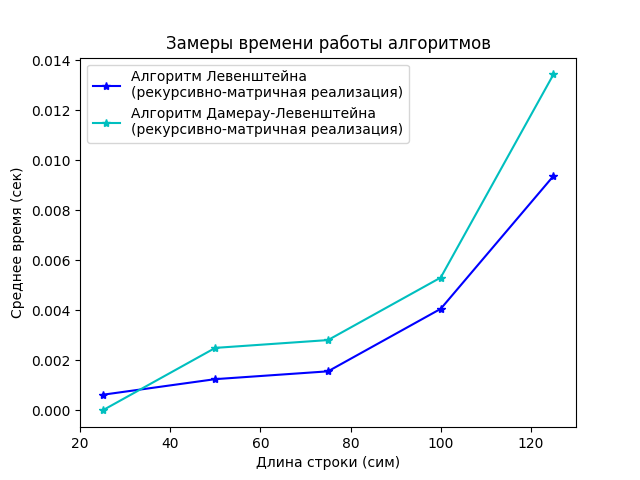 Замеры времени работы алгоритмов
Алгоритм Левенштейна
(рекурсивно-матричная реализация)
Алгоритм Дамерау-Левенштейна
(рекурсивно-матричная реализация)
Среднее время (сек)
0.014
0.012
0.010
0.008
0.006
0.004
0.002
0.000
20 40 60 80 100 120
Длина строки (сим)